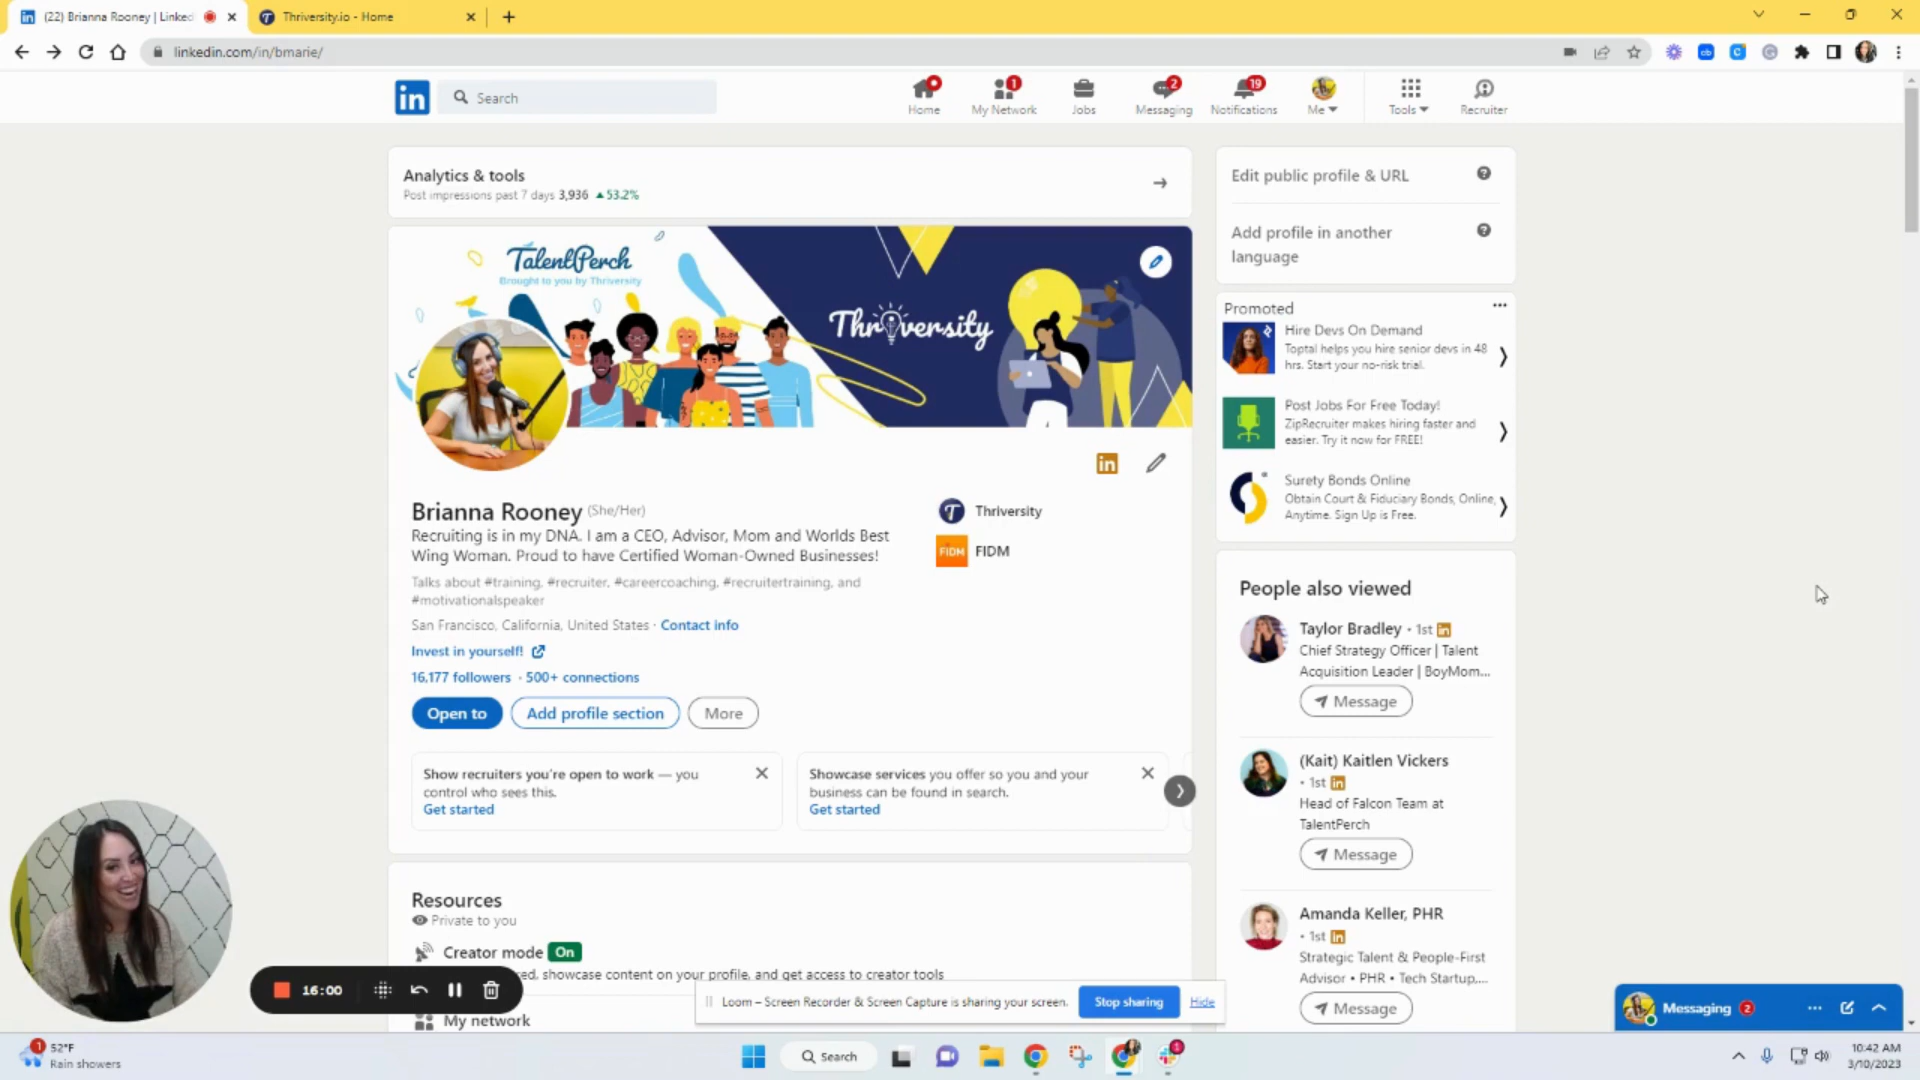 (22) Brianna Rooney | Linked
Thriversity.io - Home
linkedin.com/in/bmarie/
in
Search
1
2
19
Home
My Network
Jobs
Messaging
Notifications
Me
Tools
Recruiter
Analytics & tools
Post impressions past 7 days 3,936 ▲53.2%
TalentPerch
Brought to you by Thriversity
Thriversity
in
Brianna Rooney (She/Her)
Recruiting is in my DNA. I am a CEO, Advisor, Mom and Worlds Best
Wing Woman. Proud to have Certified Woman-Owned Businesses!
Talks about #training, #recruiter, #careercoaching, #recruitertraining, and
#motivationalspeaker
San Francisco, California, United States · Contact info
Invest in yourself!
16,177 followers · 500+ connections
Open to
Add profile section
More
Thriversity
FIDM
FIDM
Show recruiters you're open to work — you
control who sees this.
Get started
Showcase services you offer so you and your
business can be found in search.
Get started
Resources
Private to you
Creator mode On
ed, showcase content on your profile, and get access to creator tools
My network
Edit public profile & URL
Add profile in another
language
Promoted
Hire Devs On Demand
Toptal helps you hire senior devs in 48
hrs. Start your no-risk trial.
Post Jobs For Free Today!
ZipRecruiter makes hiring faster and
easier. Try it now for FREE!
Surety Bonds Online
Obtain Court & Fiduciary Bonds, Online,
Anytime. Sign Up is Free.
People also viewed
Taylor Bradley · 1st in
Chief Strategy Officer | Talent
Acquisition Leader | BoyMom...
Message
(Kait) Kaitlen Vickers
· 1st in
Head of Falcon Team at
TalentPerch
Message
Amanda Keller, PHR
· 1st in
Strategic Talent & People-First
Advisor • PHR • Tech Startup,...
Message
16:00
Loom – Screen Recorder & Screen Capture is sharing your screen.
Stop sharing
Hide
Messaging 2
1
52°F
Rain showers
Search
10:42 AM
3/10/2023